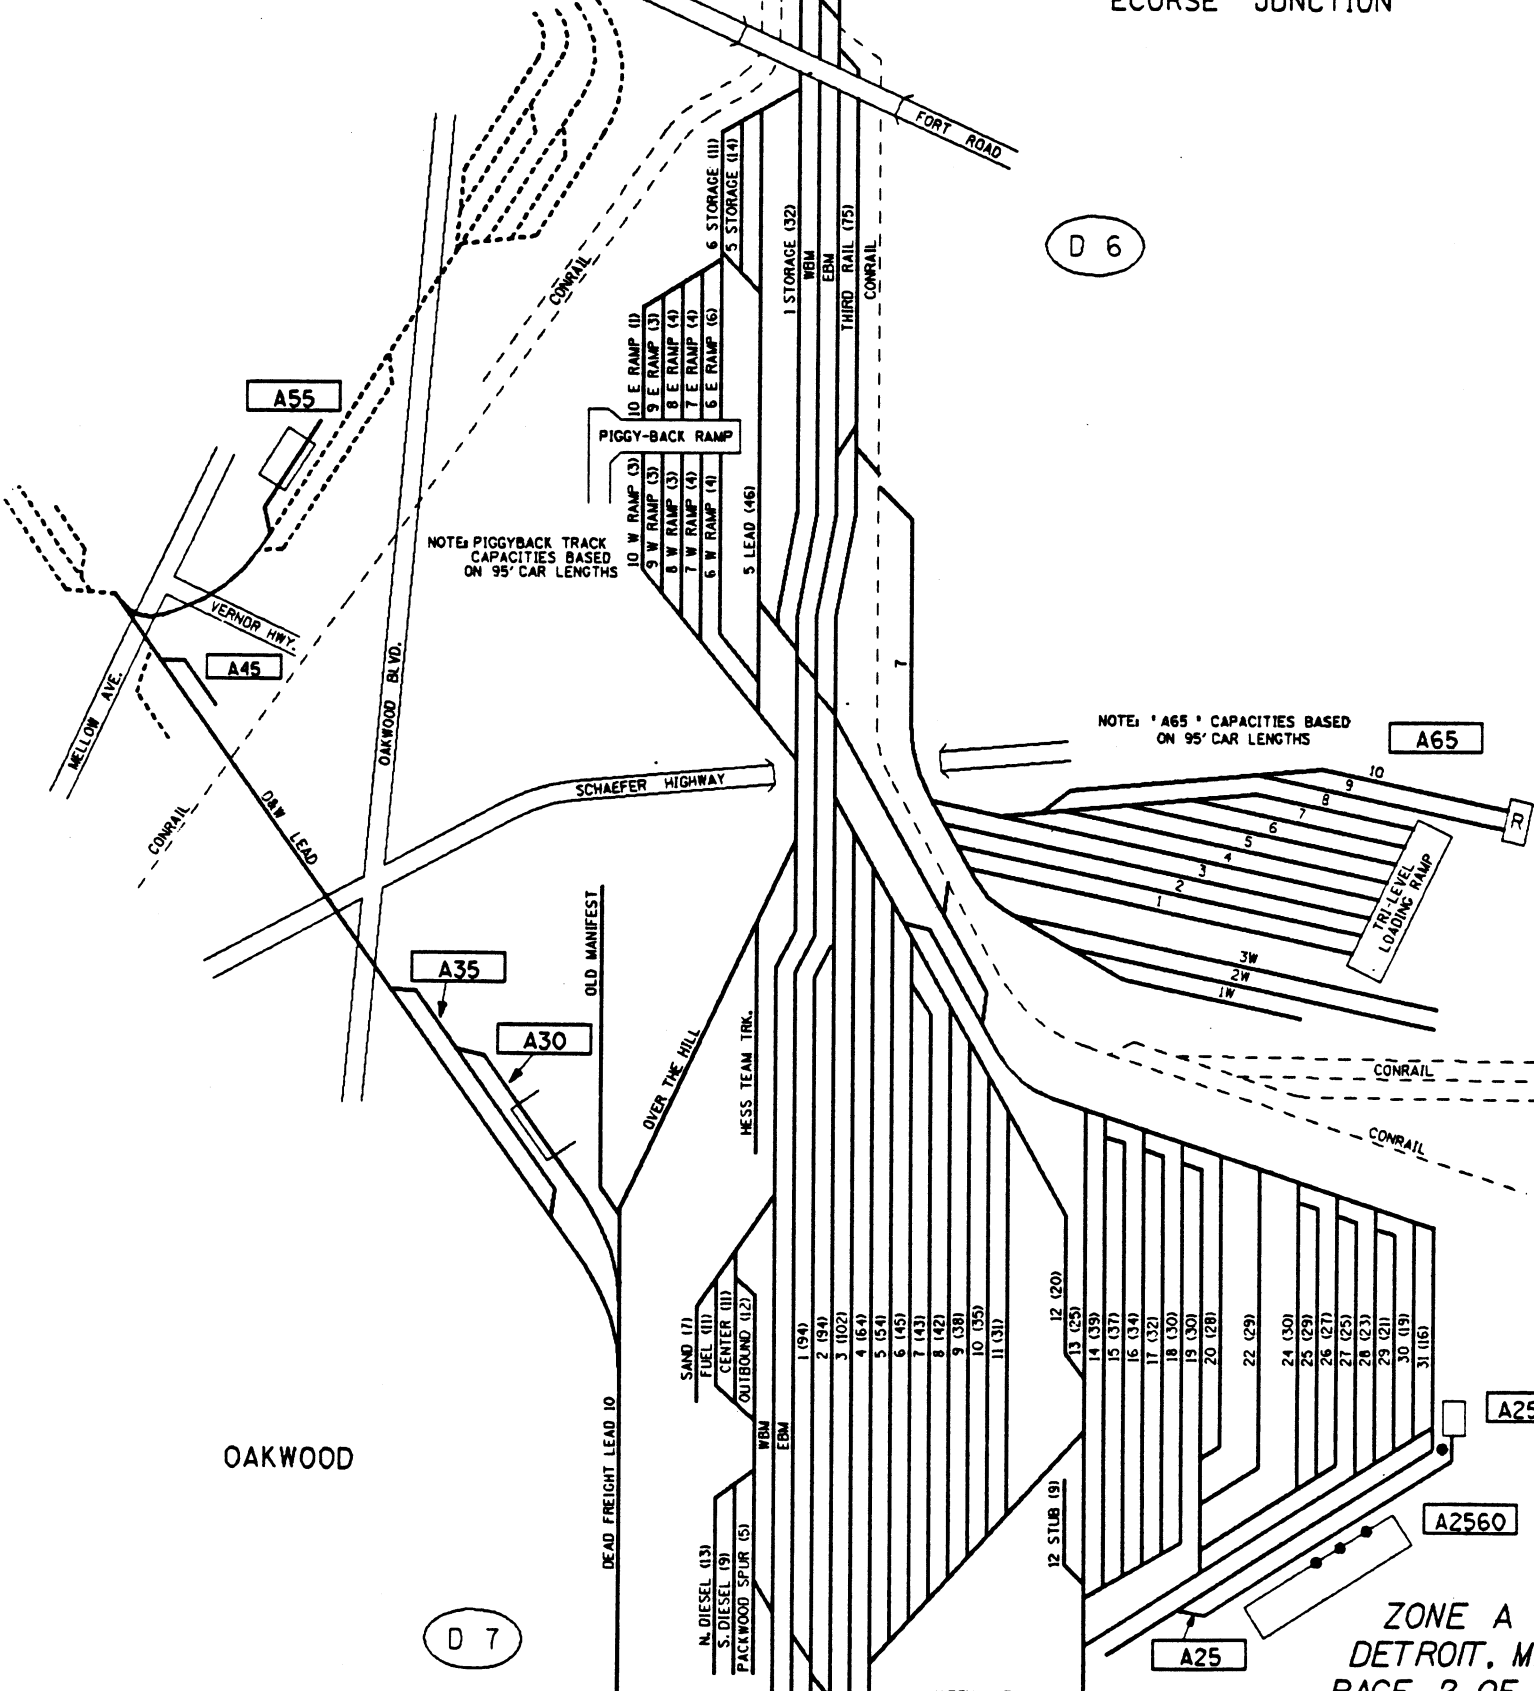 ECORSE JUNCTION
FORT ROAD
D 6
6 STORAGE (11)
5 STORAGE (14)
1 STORAGE (32)
WBM
EBM
THIRD RAIL (75)
CONRAIL
CONRAIL
10 E RAMP (1)
9 E RAMP (3)
8 E RAMP (4)
7 E RAMP (4)
6 E RAMP (6)
A55
PIGGY-BACK RAMP
10 W RAMP (3)
9 W RAMP (3)
8 W RAMP (3)
7 W RAMP (4)
6 W RAMP (4)
5 LEAD (46)
NOTE: PIGGYBACK TRACK
CAPACITIES BASED
ON 95' CAR LENGTHS
VERNOR HWY.
A45
MELLOW AVE.
OAKWOOD BLVD.
7
NOTE: 'A65' CAPACITIES BASED
ON 95' CAR LENGTHS
A65
SCHAEFER HIGHWAY
D&W LEAD
CONRAIL
10
9
8
7
6
5
4
3
2
1
R
TRI-LEVEL
LOADING RAMP
3W
2W
1W
OLD MANIFEST
A35
A30
OVER THE HILL
HESS TEAM TRK.
CONRAIL
CONRAIL
SAND (7)
FUEL (11)
CENTER (11)
OUTBOUND (12)
WBM
EBM
1 (94)
2 (94)
3 (102)
4 (64)
5 (54)
6 (45)
7 (43)
8 (42)
9 (38)
10 (35)
11 (31)
12 (20)
13 (25)
14 (39)
15 (37)
16 (34)
17 (32)
18 (30)
19 (30)
20 (28)
22 (29)
24 (30)
25 (29)
26 (27)
27 (25)
28 (23)
29 (21)
30 (19)
31 (16)
A25
OAKWOOD
DEAD FREIGHT LEAD 10
12 STUB (9)
A2560
N. DIESEL (13)
S. DIESEL (9)
PACKWOOD SPUR (5)
D 7
A25
ZONE A
DETROIT, M
PAGE 2 OF